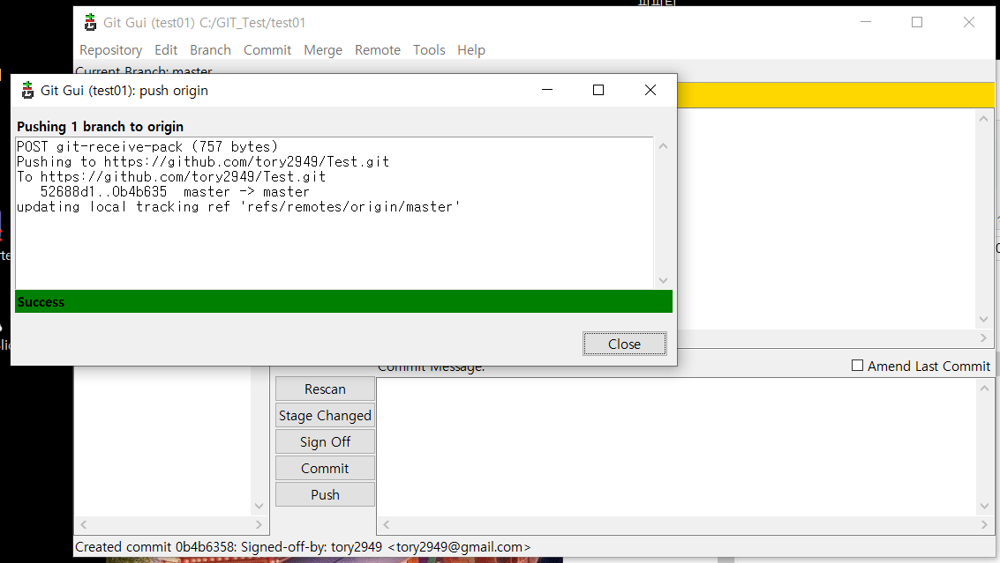 Git Gui (test01) C:/GIT_Test/test01
Repository Edit Branch Commit Merge Remote Tools Help
Current Branch: master
Git Gui (test01): push origin
Pushing 1 branch to origin
POST git-receive-pack (757 bytes)
Pushing to https://github.com/tory2949/Test.git
To https://github.com/tory2949/Test.git
52688d1..0b4b635 master -> master
updating local tracking ref 'refs/remotes/origin/master'
Success
Close
Commit Message:
Amend Last Commit
Rescan
Stage Changed
Sign Off
Commit
Push
Created commit 0b4b6358: Signed-off-by: tory2949 <tory2949@gmail.com>